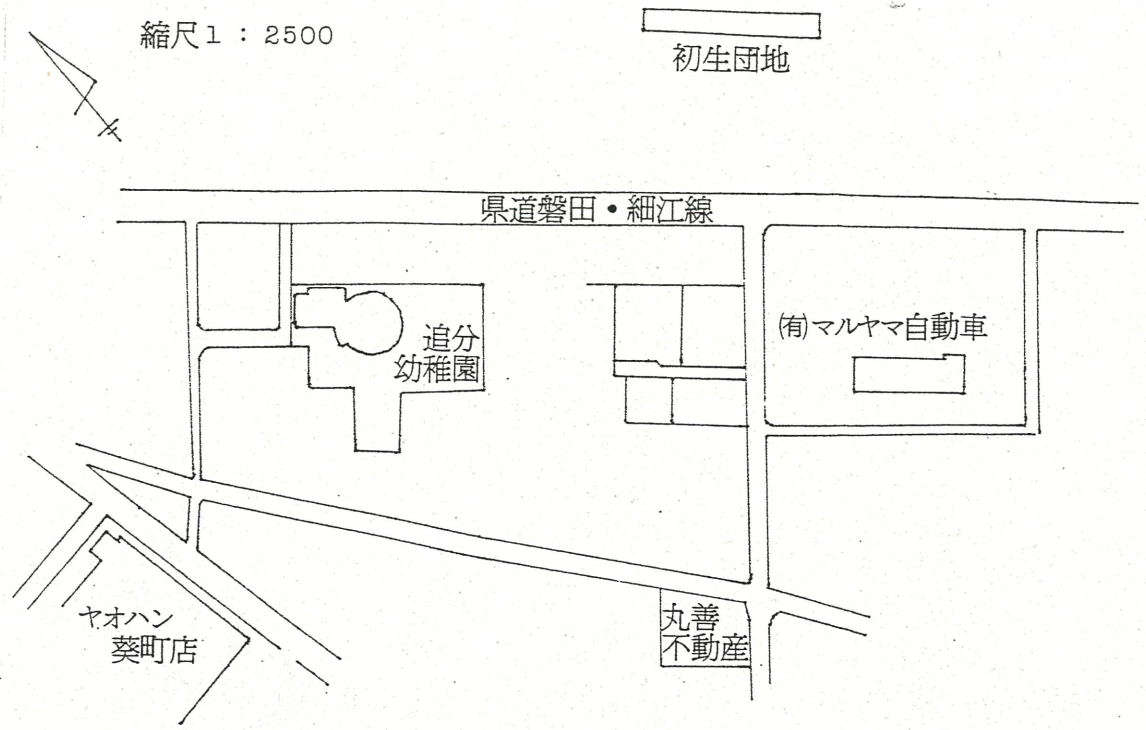 縮尺1：2500
初生団地
県道磐田・細江線
㈲マルヤマ自動車
追分
幼稚園
ヤオハン
葵町店
丸善
不動産